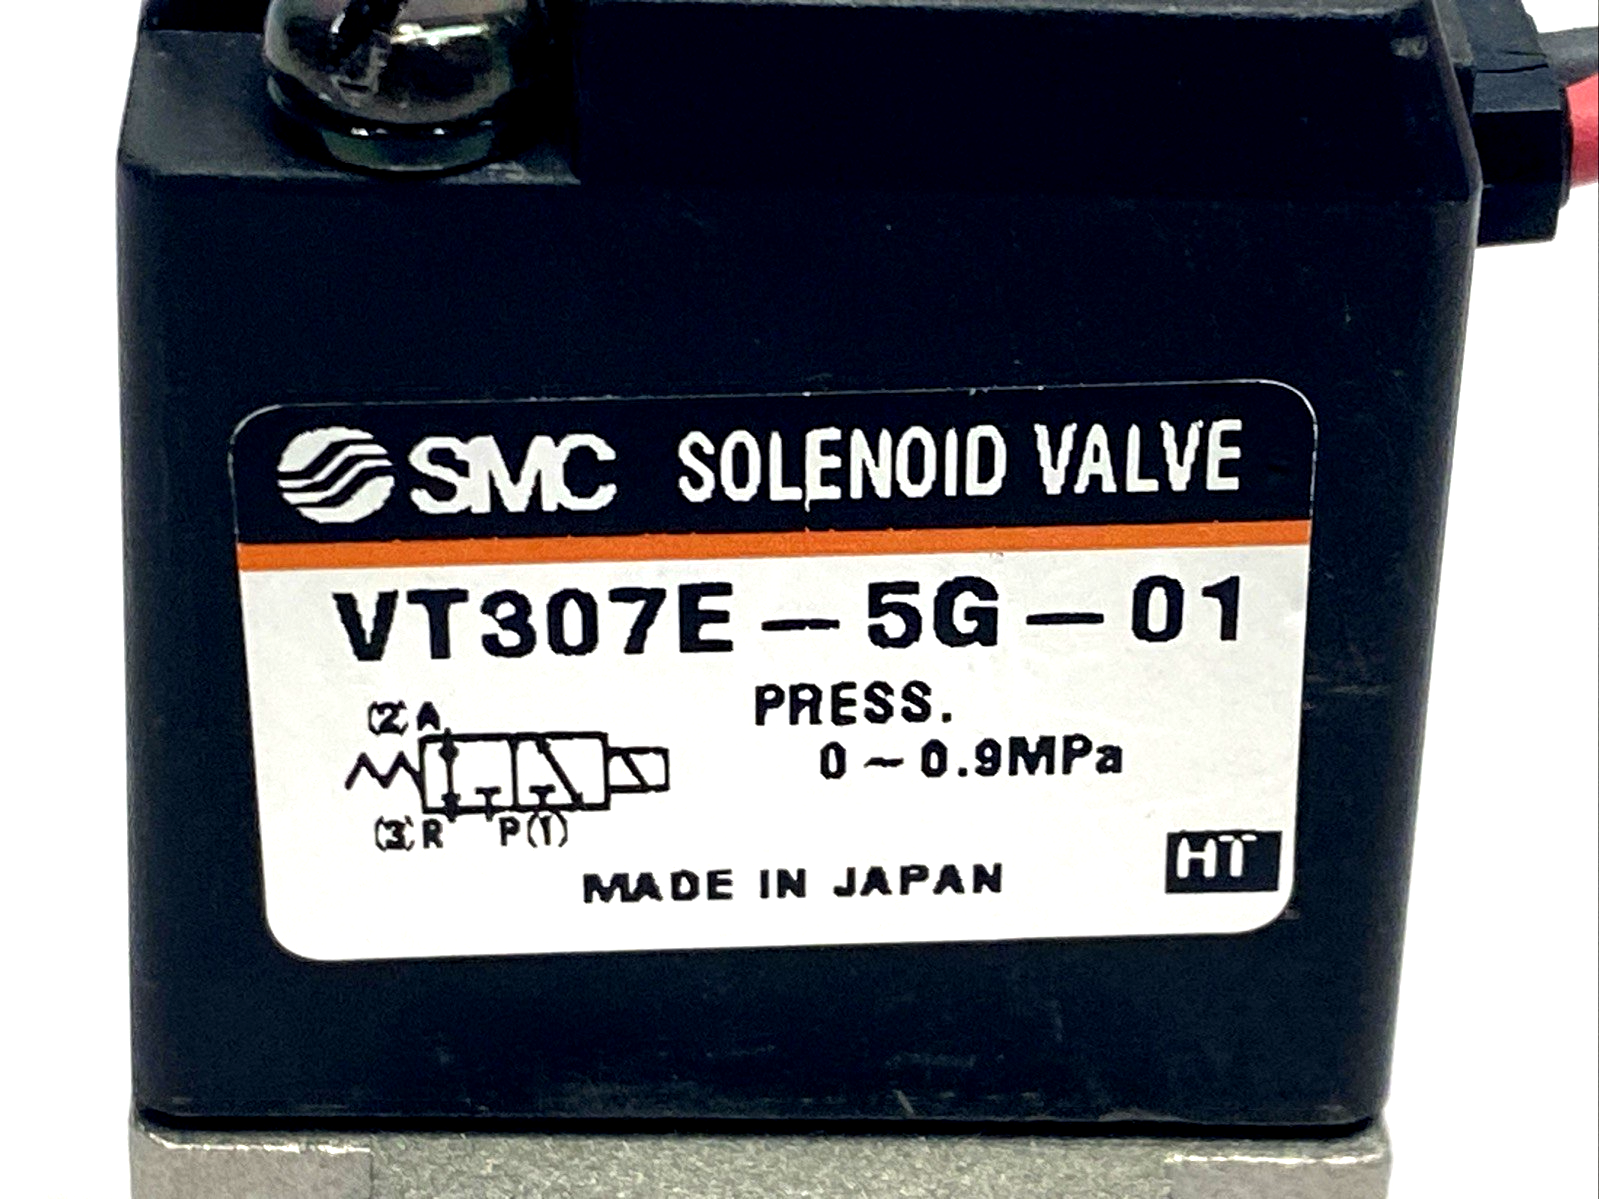 SMC SOLENOID VALVE
VT307E-5G-01
PRESS.
0~0.9MPa
(2)A
(3)R P(1)
MADE IN JAPAN
HT